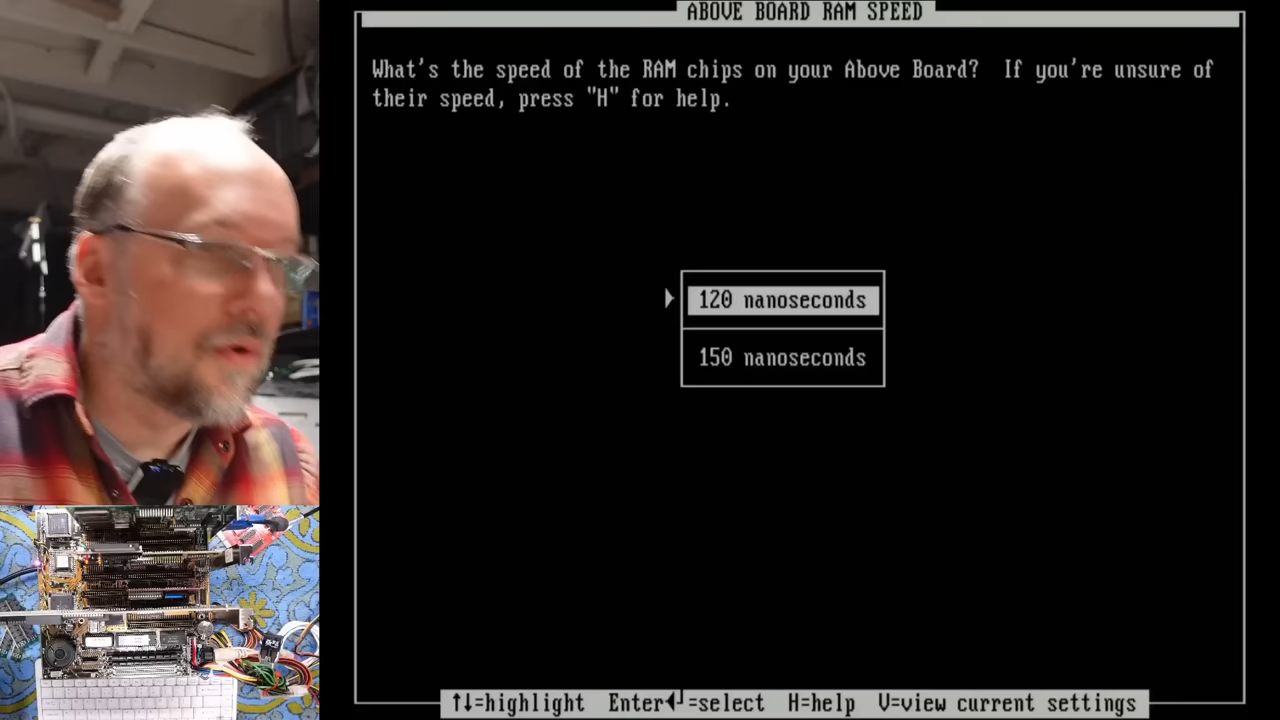 ABOVE BOARD RAM SPEED
What's the speed of the RAM chips on your Above Board?  If you're unsure of
their speed, press "H" for help.
120 nanoseconds
150 nanoseconds
↑↓=highlight  Enter◄┘=select  H=help  V=view current settings